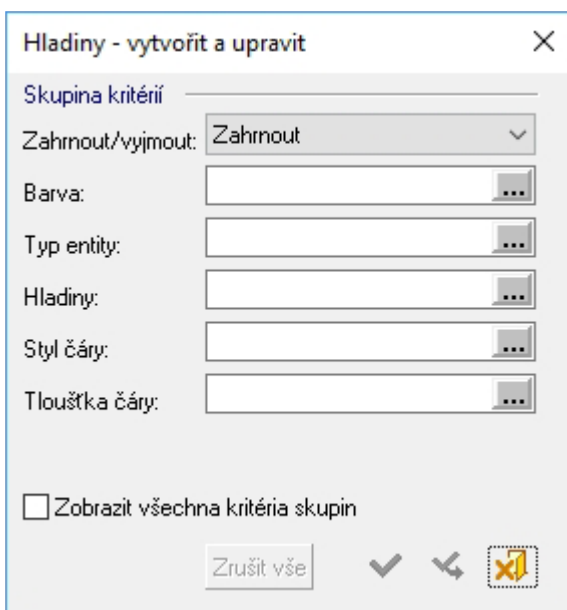 Hladiny - vytvořit a upravit
Skupina kritérií
Zahrnout/vyjmout: Zahrnout
Barva: ...
Typ entity: ...
Hladiny: ...
Styl čáry: ...
Tloušťka čáry: ...
Zobrazit všechna kritéria skupin
Zrušit vše